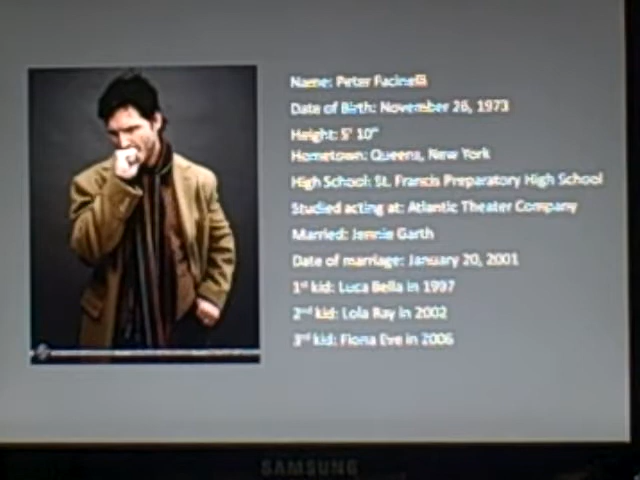 Name: Peter Facinelli
Date of Birth: November 26, 1973
Height: 5' 10"
Hometown: Queens, New York
High School: St. Francis Preparatory High School
Studied acting at: Atlantic Theater Company
Married: Jennie Garth
Date of marriage: January 20, 2001
1st kid: Luca Bella in 1997
2nd kid: Lola Ray in 2002
3rd kid: Fiona Eve in 2006
SAMSUNG